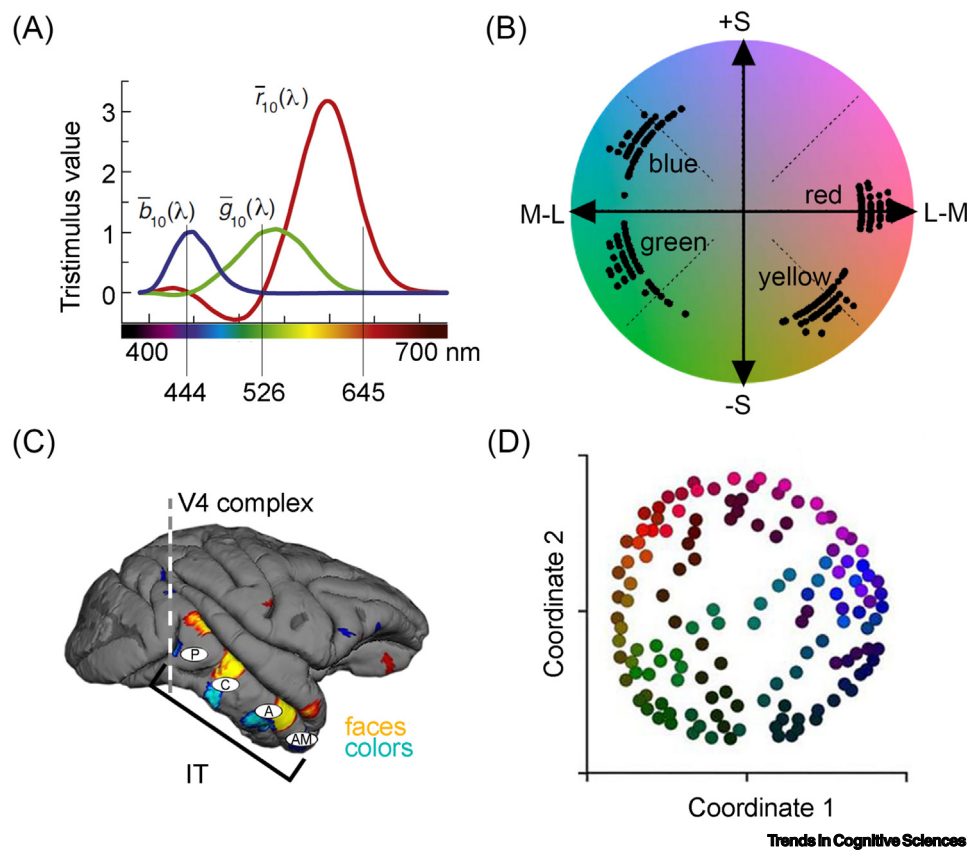 (A)
Tristimulus value
3
2
1
0
b̄10(λ)
ḡ10(λ)
r̄10(λ)
400
700 nm
444
526
645
(B)
+S
blue
red
M-L
L-M
green
yellow
-S
(C)
V4 complex
P
C
A
AM
faces
colors
IT
(D)
Coordinate 2
Coordinate 1
Trends in Cognitive Sciences